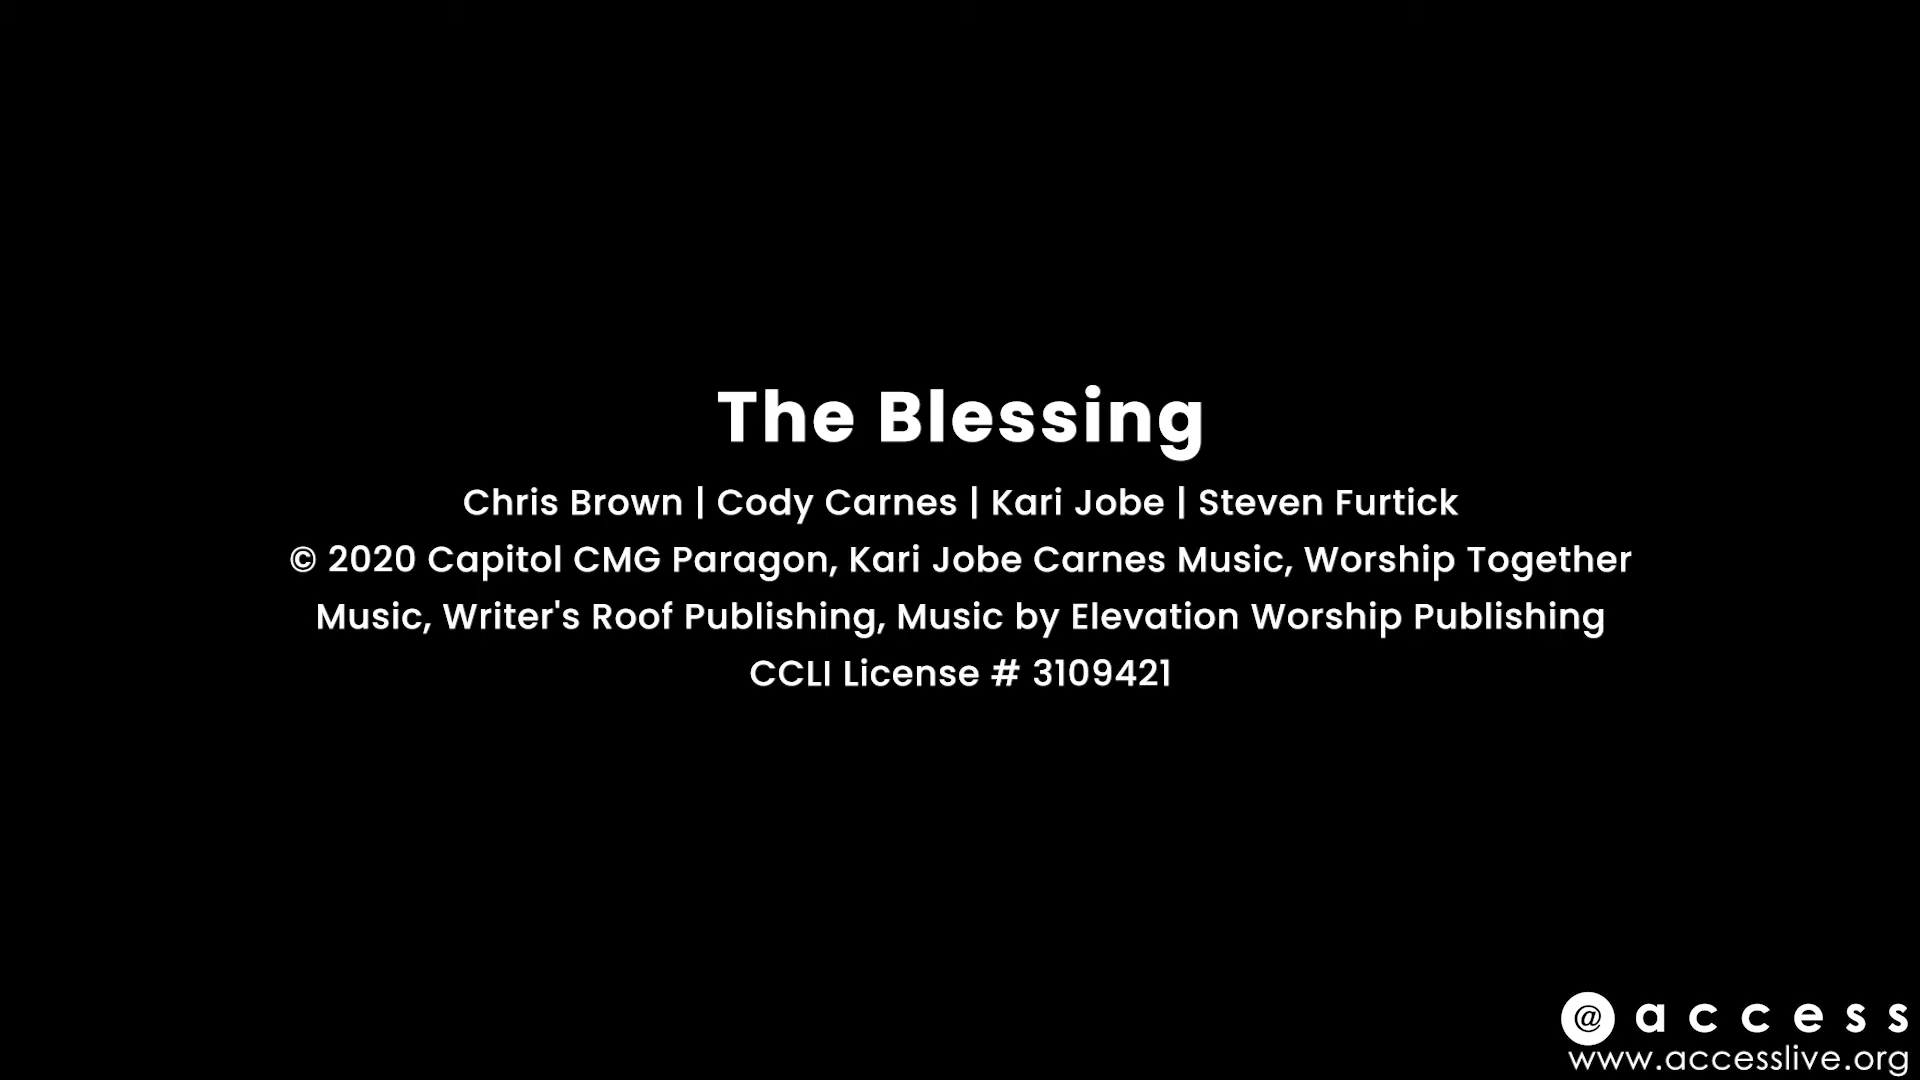 The Blessing
Chris Brown | Cody Carnes | Kari Jobe | Steven Furtick
© 2020 Capitol CMG Paragon, Kari Jobe Carnes Music, Worship Together
Music, Writer's Roof Publishing, Music by Elevation Worship Publishing
CCLI License # 3109421
@ access
www.accesslive.org